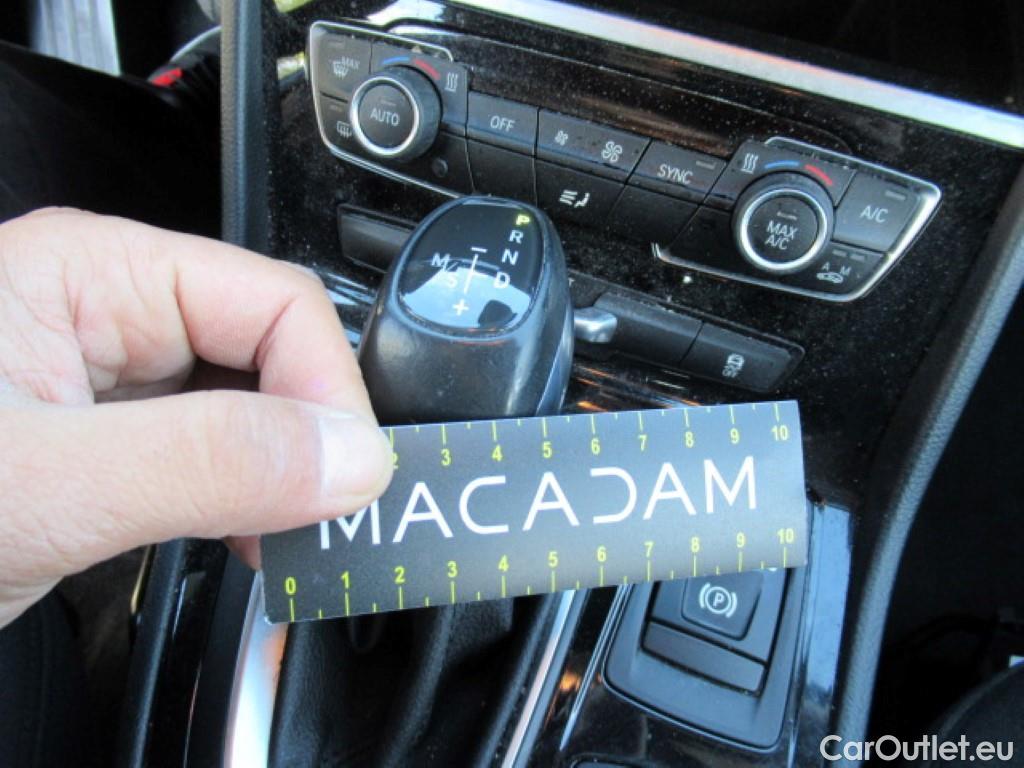 MAX
AUTO
OFF
SYNC
MAX
A/C
A/C
A M
P
R
N
D
M/S
+
2 3 4 5 6 7 8 9 10
MACADAM
0 1 2 3 4 5 6 7 8 9 10
P
CarOutlet.eu